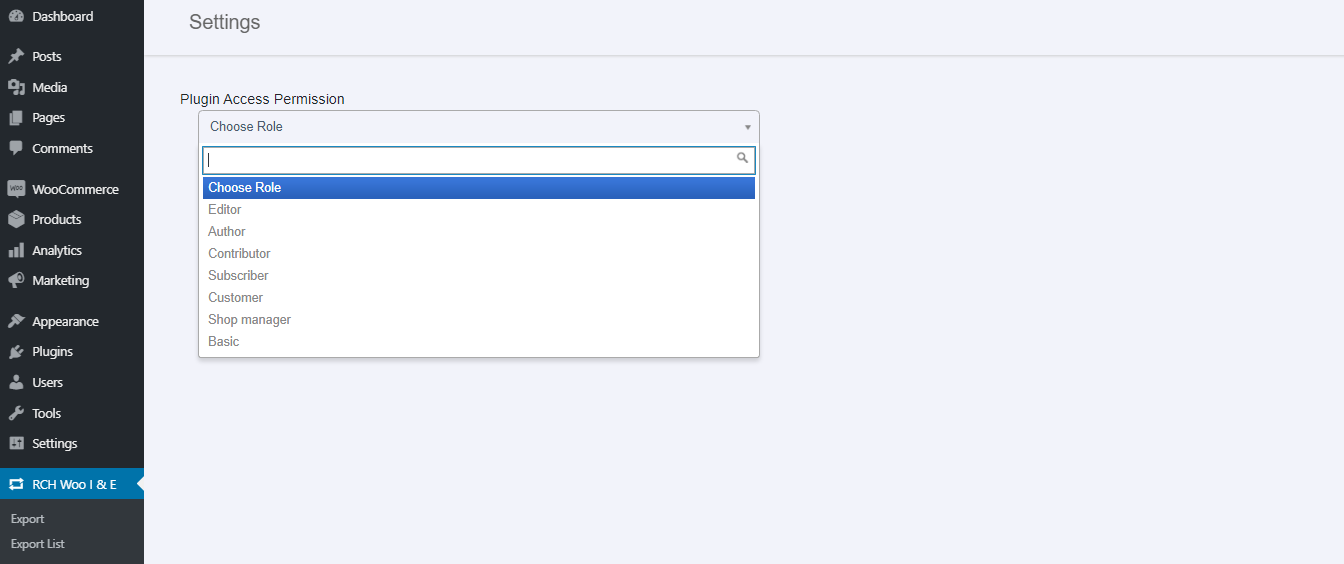 Dashboard
Posts
Media
Pages
Comments
WOO WooCommerce
Products
Analytics
Marketing
Appearance
Plugins
Users
Tools
Settings
RCH Woo I & E
Export
Export List
Settings
Plugin Access Permission
Choose Role
Choose Role
Editor
Author
Contributor
Subscriber
Customer
Shop manager
Basic